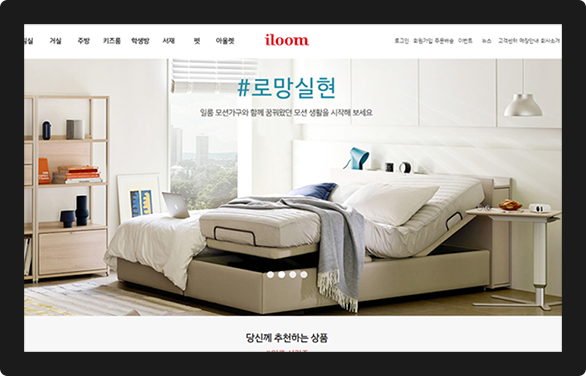 거실 주방 키즈룸 학생방 서재 펫 아울렛
iloom
로그인 회원가입 주문배송 이벤트 뉴스 고객센터 매장안내 회사소개
#로망실현
일룸 모션가구와 함께 꿈꿔왔던 모션 생활을 시작해 보세요
당신께 추천하는 상품